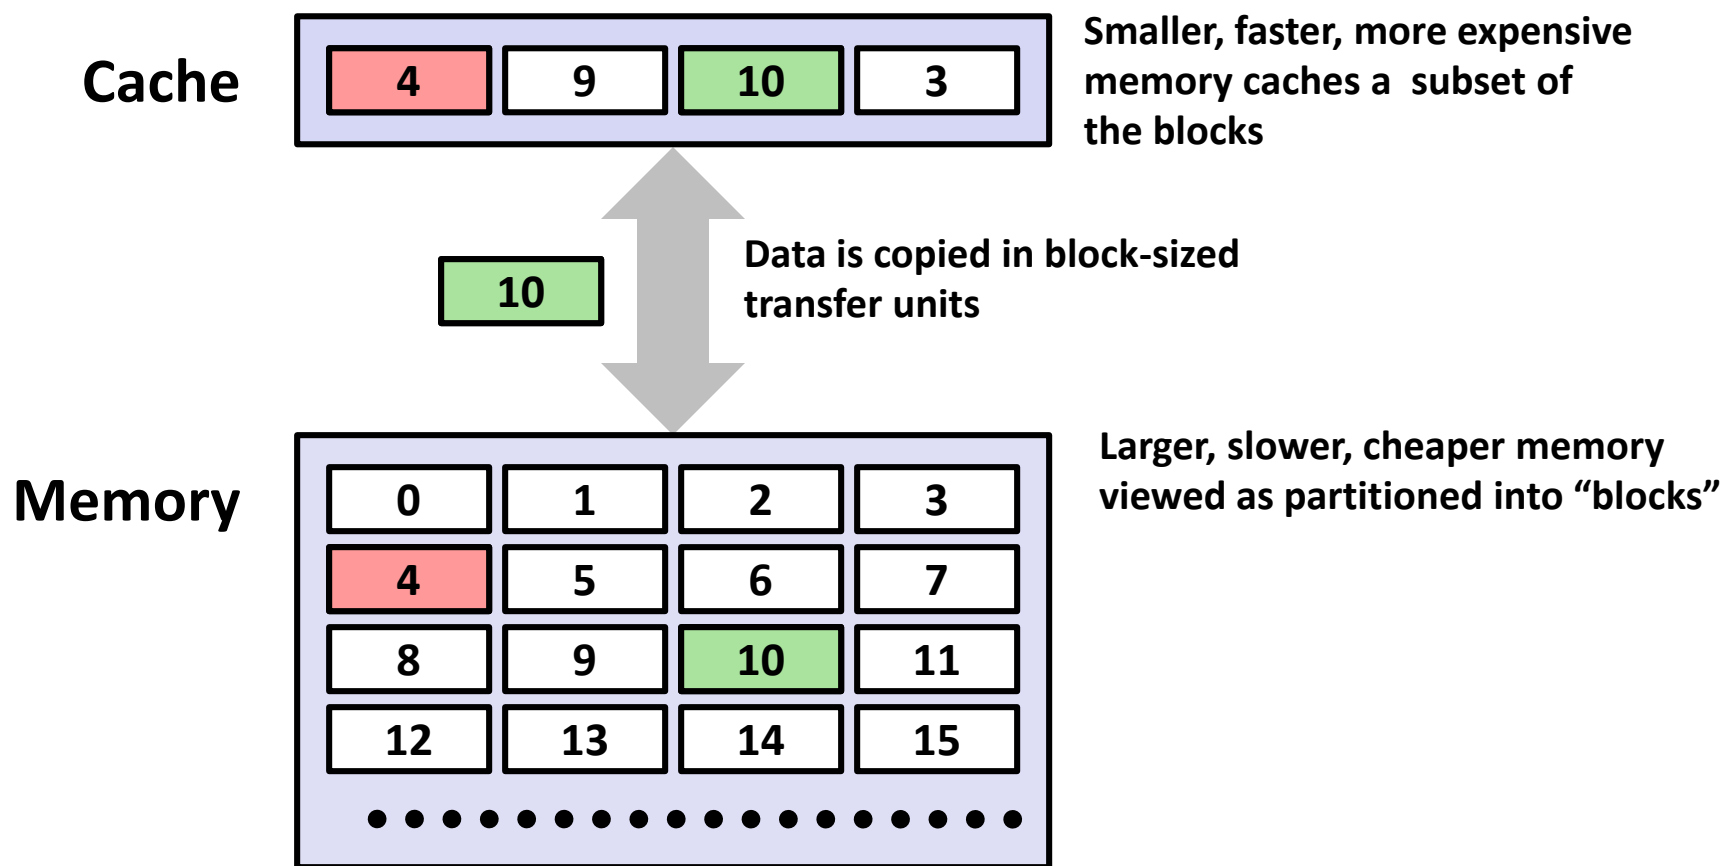 Cache
4 9 10 3
Smaller, faster, more expensive
memory caches a  subset of
the blocks
10
Data is copied in block-sized
transfer units
Memory
Larger, slower, cheaper memory
viewed as partitioned into “blocks”
0 1 2 3
4 5 6 7
8 9 10 11
12 13 14 15